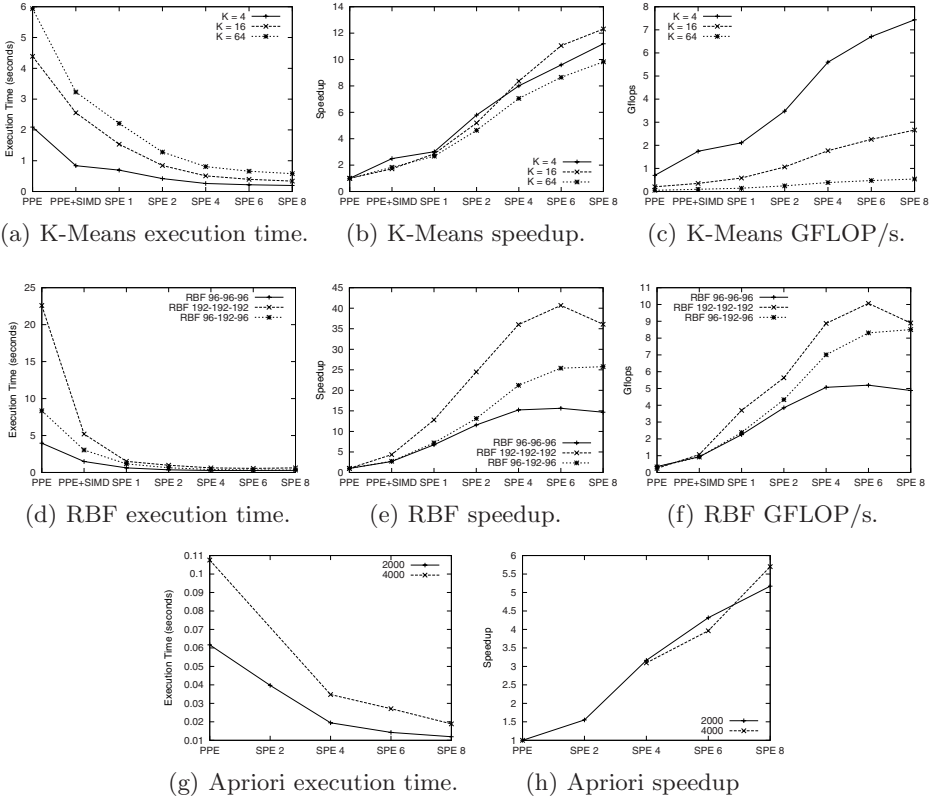 6
5
4
3
2
1
0
Execution Time (seconds)
K = 4
K = 16
K = 64
PPE PPE+SIMD SPE 1 SPE 2 SPE 4 SPE 6 SPE 8
(a) K-Means execution time.
14
12
10
8
6
4
2
0
Speedup
K = 4
K = 16
K = 64
PPE PPE+SIMD SPE 1 SPE 2 SPE 4 SPE 6 SPE 8
(b) K-Means speedup.
8
7
6
5
4
3
2
1
0
Gflops
K = 4
K = 16
K = 64
PPE PPE+SIMD SPE 1 SPE 2 SPE 4 SPE 6 SPE 8
(c) K-Means GFLOP/s.
25
20
15
10
5
0
Execution Time (seconds)
RBF 96-96-96
RBF 192-192-192
RBF 96-192-96
PPE PPE+SIMD SPE 1 SPE 2 SPE 4 SPE 6 SPE 8
(d) RBF execution time.
45
40
35
30
25
20
15
10
5
0
Speedup
RBF 96-96-96
RBF 192-192-192
RBF 96-192-96
PPE PPE+SIMD SPE 1 SPE 2 SPE 4 SPE 6 SPE 8
(e) RBF speedup.
11
10
9
8
7
6
5
4
3
2
1
0
Gflops
RBF 96-96-96
RBF 192-192-192
RBF 96-192-96
PPE PPE+SIMD SPE 1 SPE 2 SPE 4 SPE 6 SPE 8
(f) RBF GFLOP/s.
0.11
0.1
0.09
0.08
0.07
0.06
0.05
0.04
0.03
0.02
0.01
Execution Time (seconds)
2000
4000
PPE SPE 2 SPE 4 SPE 6 SPE 8
(g) Apriori execution time.
6
5.5
5
4.5
4
3.5
3
2.5
2
1.5
1
Speedup
2000
4000
PPE SPE 2 SPE 4 SPE 6 SPE 8
(h) Apriori speedup